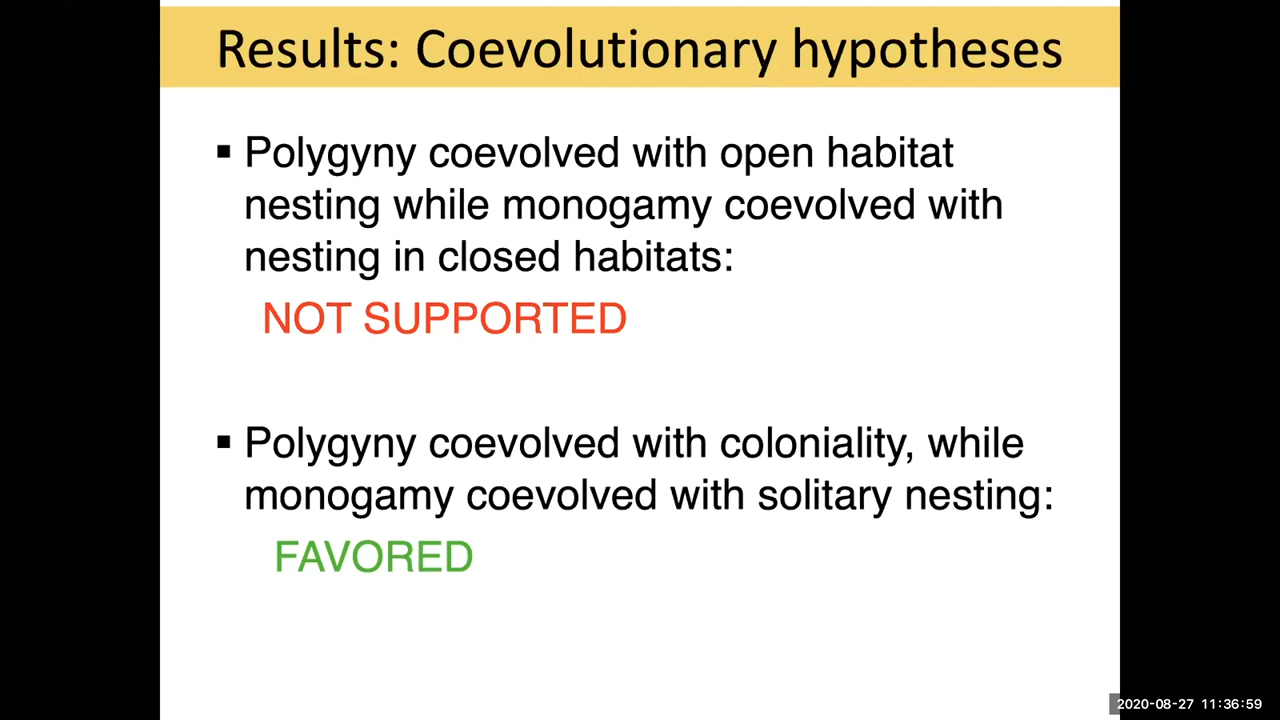 Results: Coevolutionary hypotheses
▪ Polygyny coevolved with open habitat
nesting while monogamy coevolved with
nesting in closed habitats:
NOT SUPPORTED
▪ Polygyny coevolved with coloniality, while
monogamy coevolved with solitary nesting:
FAVORED
2020-08-27 11:36:59